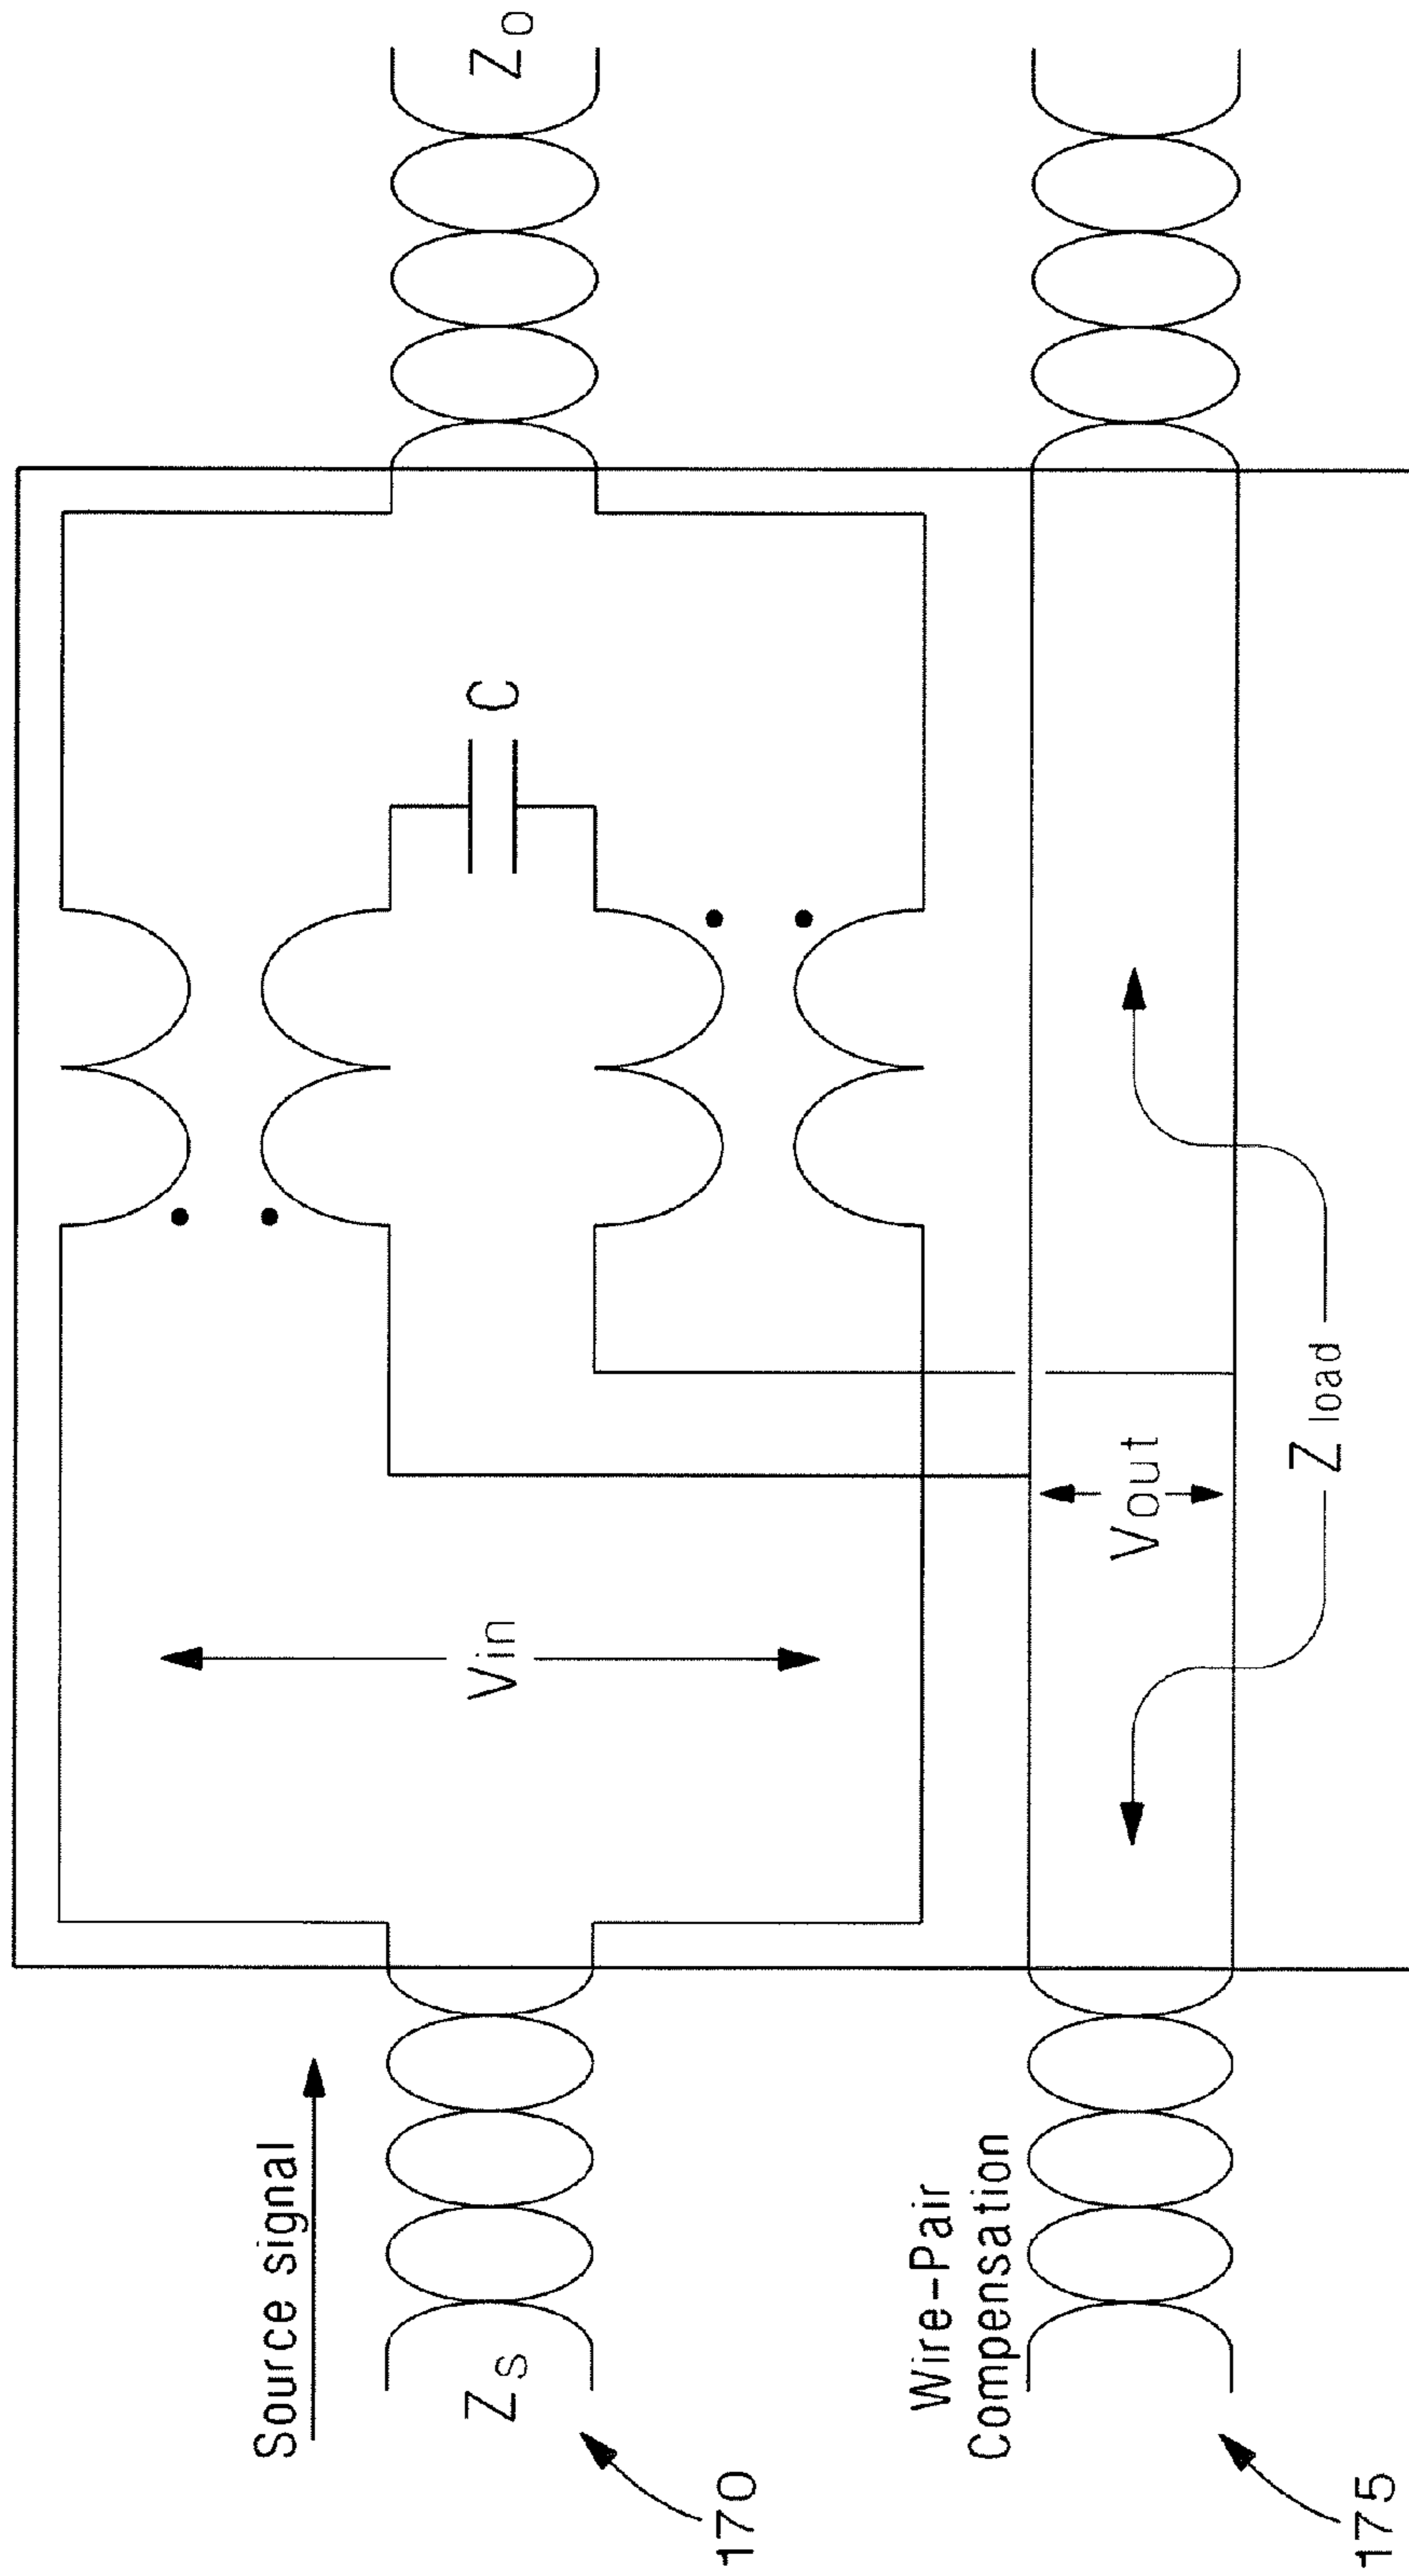 Source signal
Zs
170
Vin
C
Zo
Wire-Pair
Compensation
175
Vout
Z load